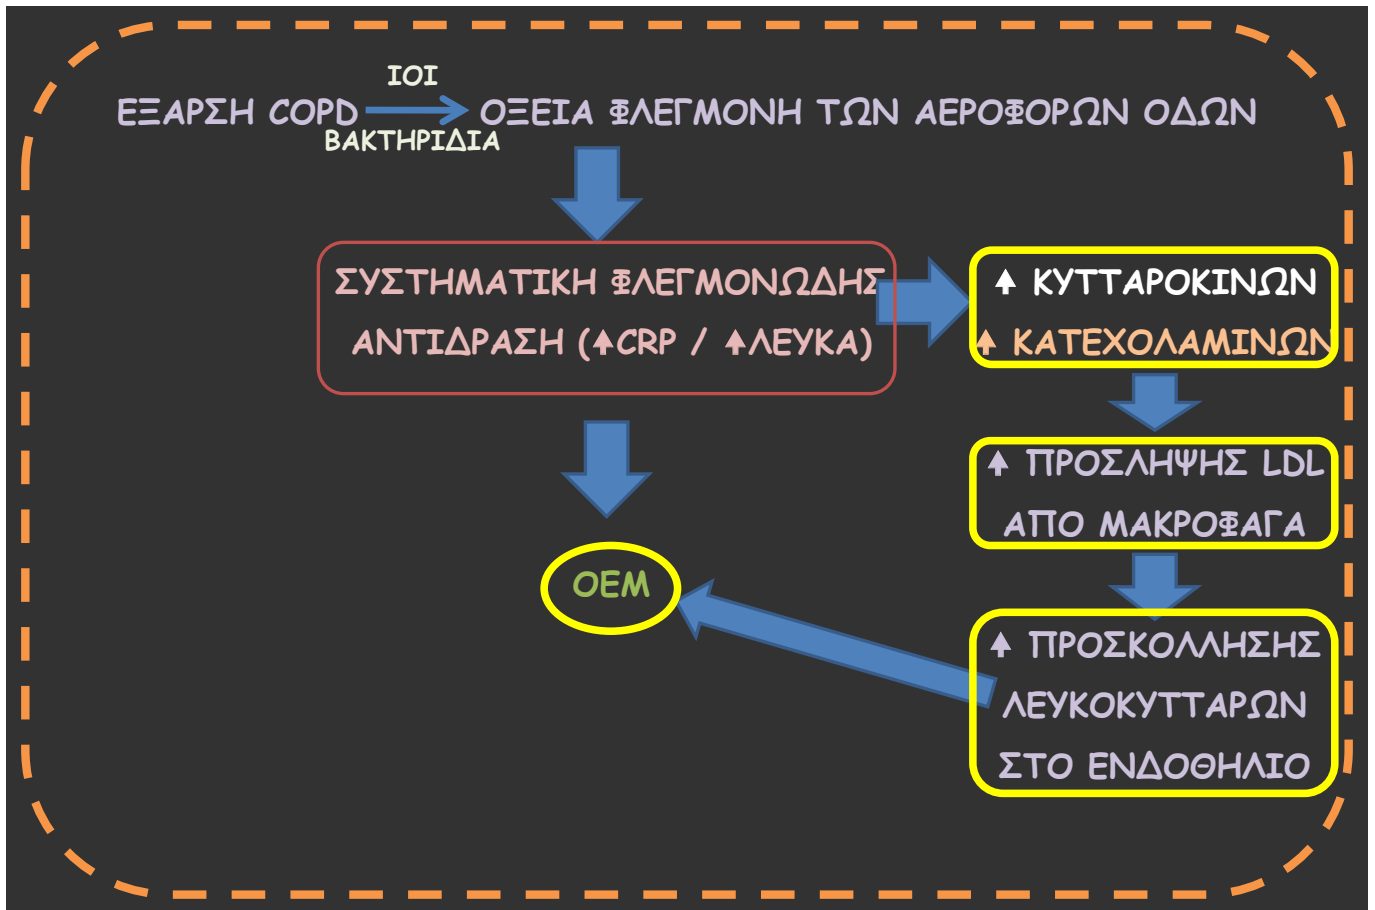 ΙΟΙ
ΕΞΑΡΣΗ COPD ΟΞΕΙΑ ΦΛΕΓΜΟΝΗ ΤΩΝ ΑΕΡΟΦΟΡΩΝ ΟΔΩΝ
ΒΑΚΤΗΡΙΔΙΑ
ΣΥΣΤΗΜΑΤΙΚΗ ΦΛΕΓΜΟΝΩΔΗΣ
ΑΝΤΙΔΡΑΣΗ (↑CRP / ↑ΛΕΥΚΑ)
↑ ΚΥΤΤΑΡΟΚΙΝΩΝ
↑ ΚΑΤΕΧΟΛΑΜΙΝΩΝ
↑ ΠΡΟΣΛΗΨΗΣ LDL
ΑΠΟ ΜΑΚΡΟΦΑΓΑ
ΟΕΜ
↑ ΠΡΟΣΚΟΛΛΗΣΗΣ
ΛΕΥΚΟΚΥΤΤΑΡΩΝ
ΣΤΟ ΕΝΔΟΘΗΛΙΟ